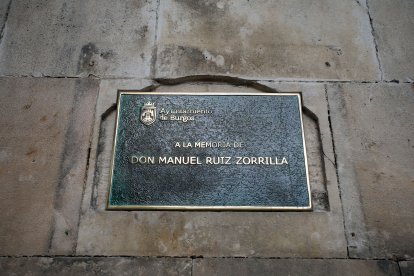 Ayuntamiento
de Burgos
A LA MEMORIA DE
DON MANUEL RUIZ ZORRILLA